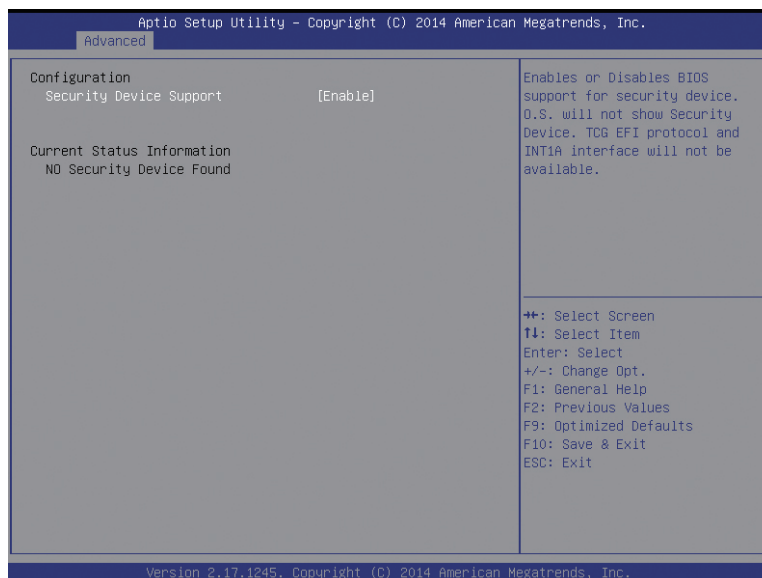 Aptio Setup Utility – Copyright (C) 2014 American Megatrends, Inc.
Advanced
Configuration
Security Device Support [Enable]
Current Status Information
NO Security Device Found
Enables or Disables BIOS
support for security device.
O.S. will not show Security
Device. TCG EFI protocol and
INT1A interface will not be
available.
→←: Select Screen
↑↓: Select Item
Enter: Select
+/-: Change Opt.
F1: General Help
F2: Previous Values
F9: Optimized Defaults
F10: Save & Exit
ESC: Exit
Version 2.17.1245. Copyright (C) 2014 American Megatrends, Inc.